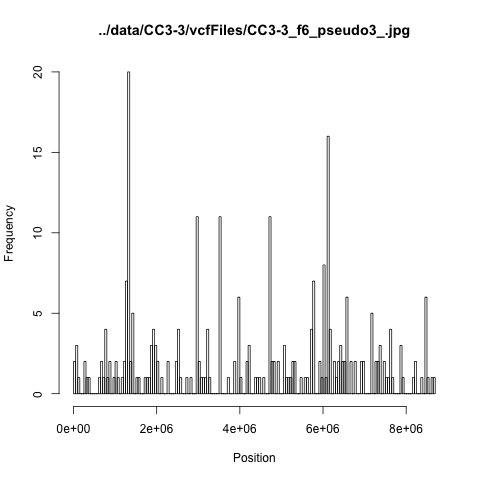 ../data/CC3-3/vcfFiles/CC3-3_f6_pseudo3_.jpg
20
15
10
5
0
Frequency
0e+00 2e+06 4e+06 6e+06 8e+06
Position